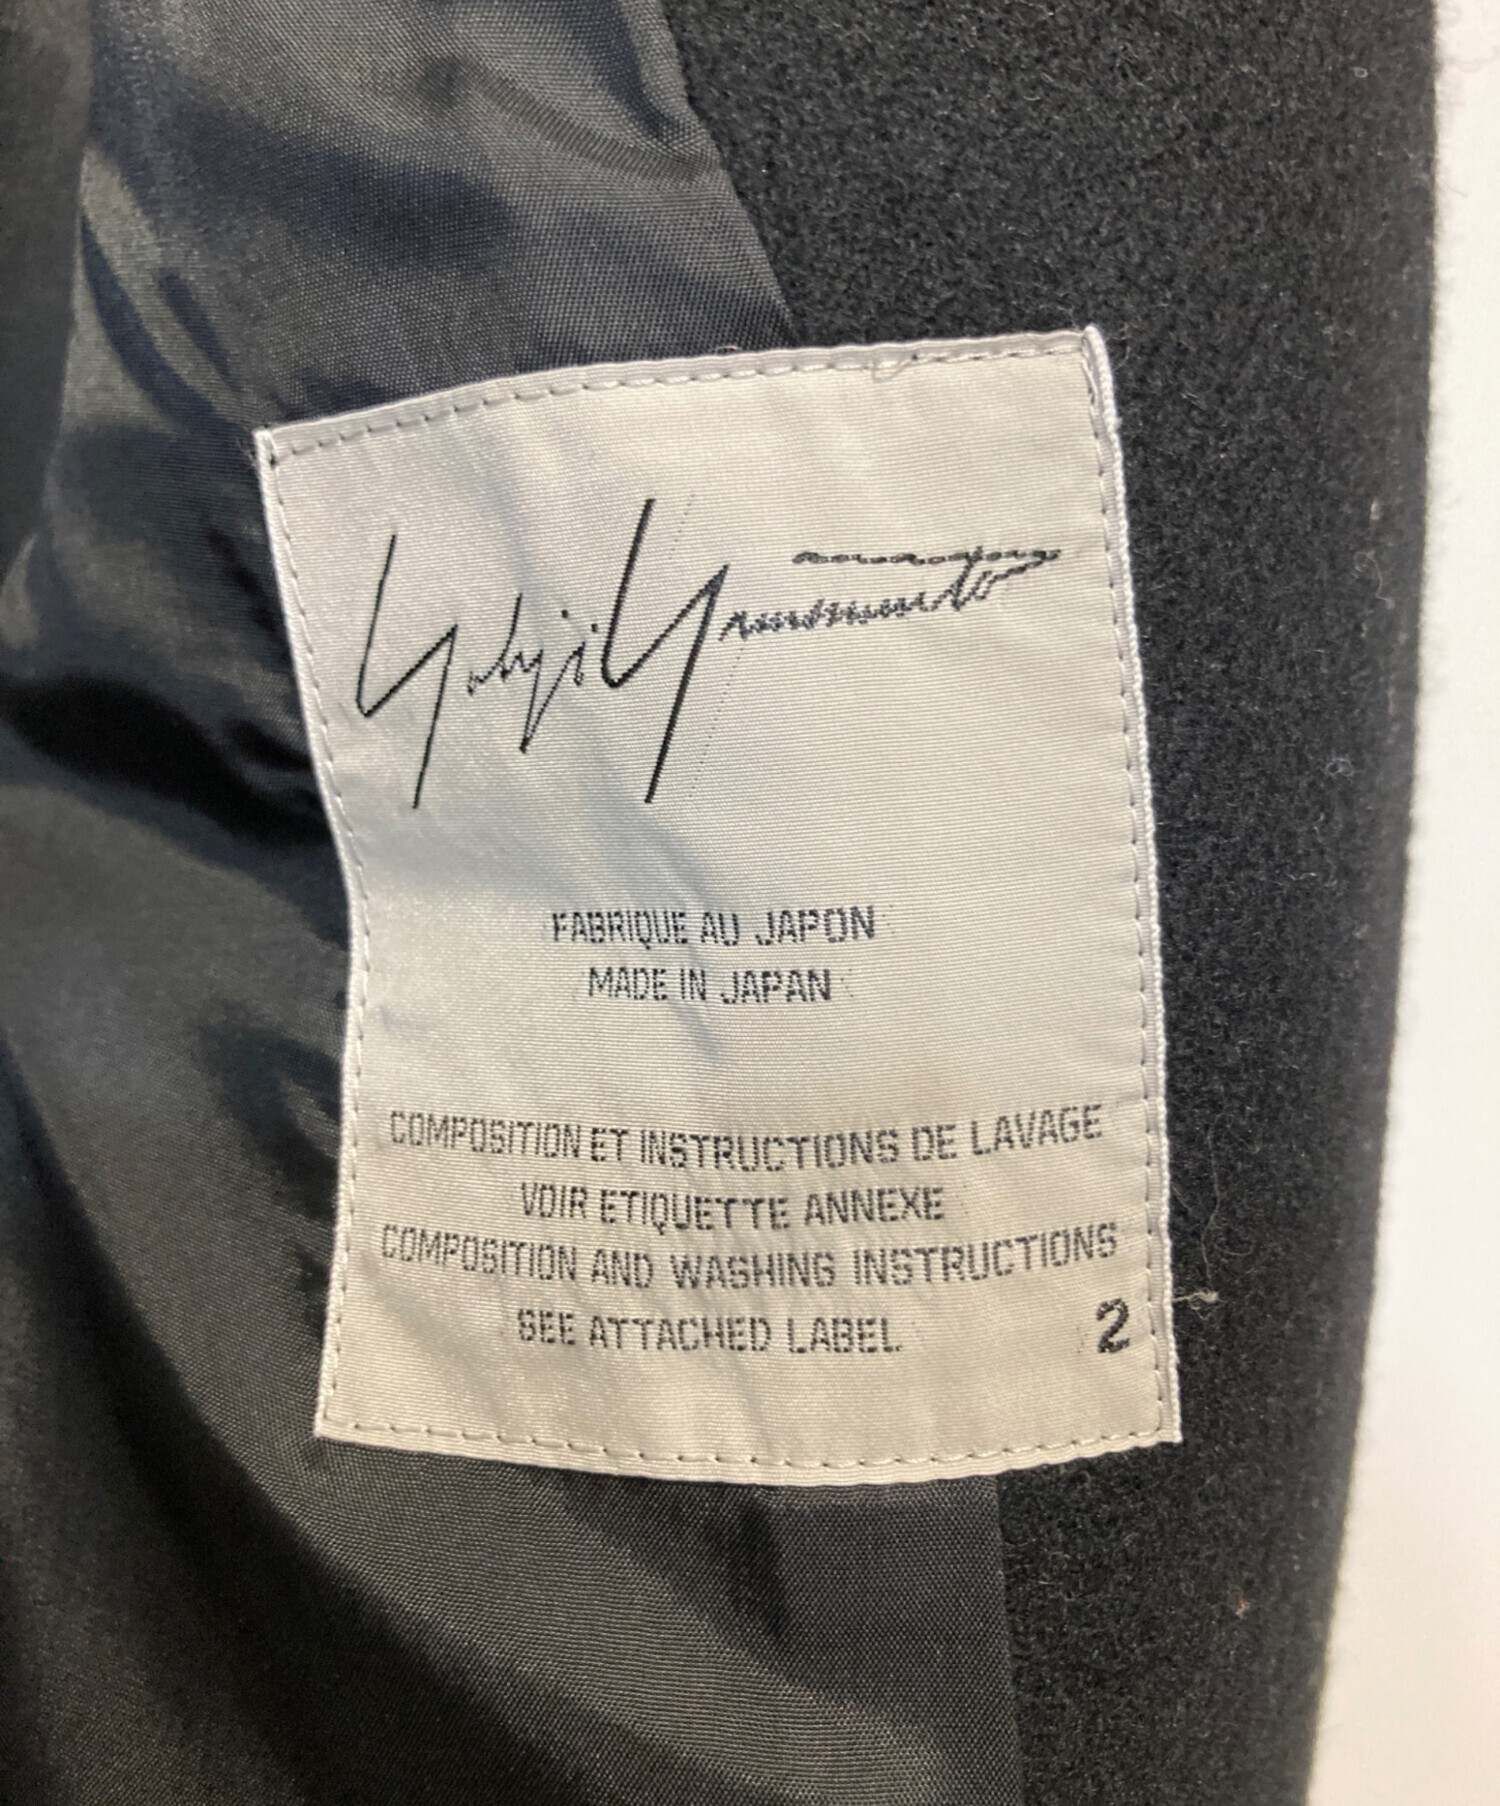 Yohji Yamamoto
FABRIQUE AU JAPON
MADE IN JAPAN
COMPOSITION ET INSTRUCTIONS DE LAVAGE
VOIR ETIQUETTE ANNEXE
COMPOSITION AND WASHING INSTRUCTIONS
SEE ATTACHED LABEL 2